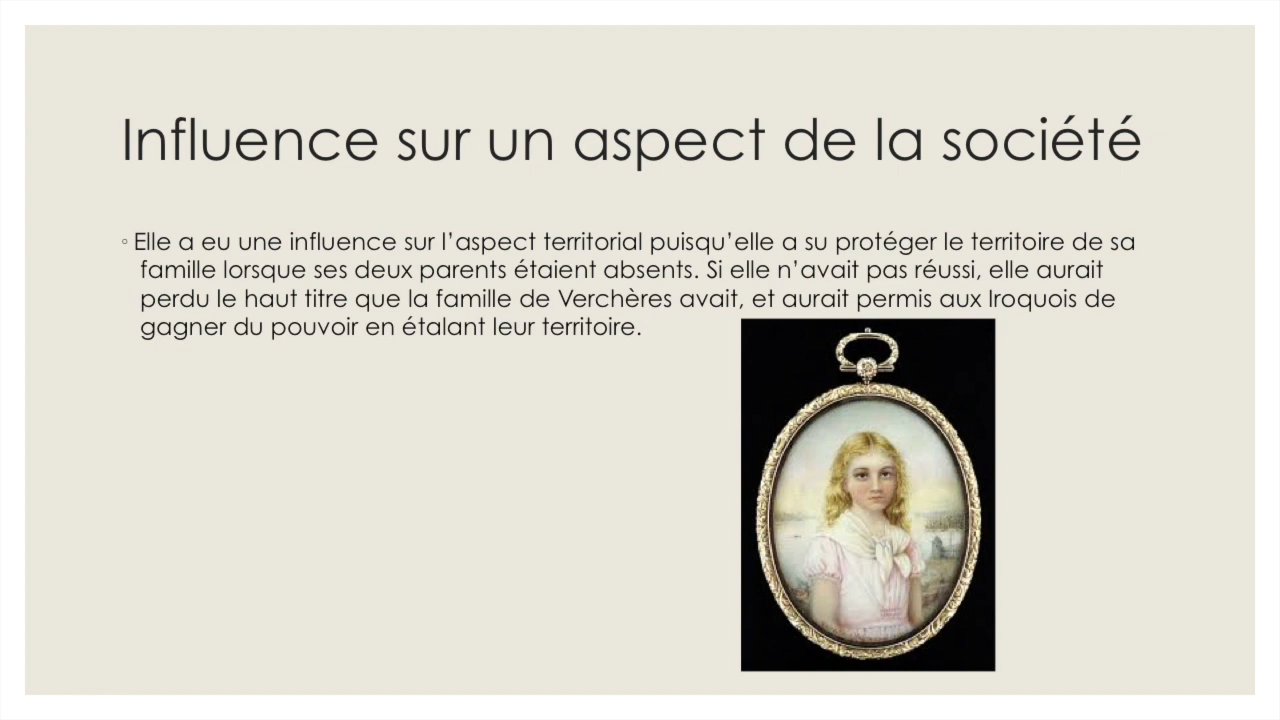 Influence sur un aspect de la société
◦ Elle a eu une influence sur l’aspect territorial puisqu’elle a su protéger le territoire de sa
famille lorsque ses deux parents étaient absents. Si elle n’avait pas réussi, elle aurait
perdu le haut titre que la famille de Verchères avait, et aurait permis aux Iroquois de
gagner du pouvoir en étalant leur territoire.